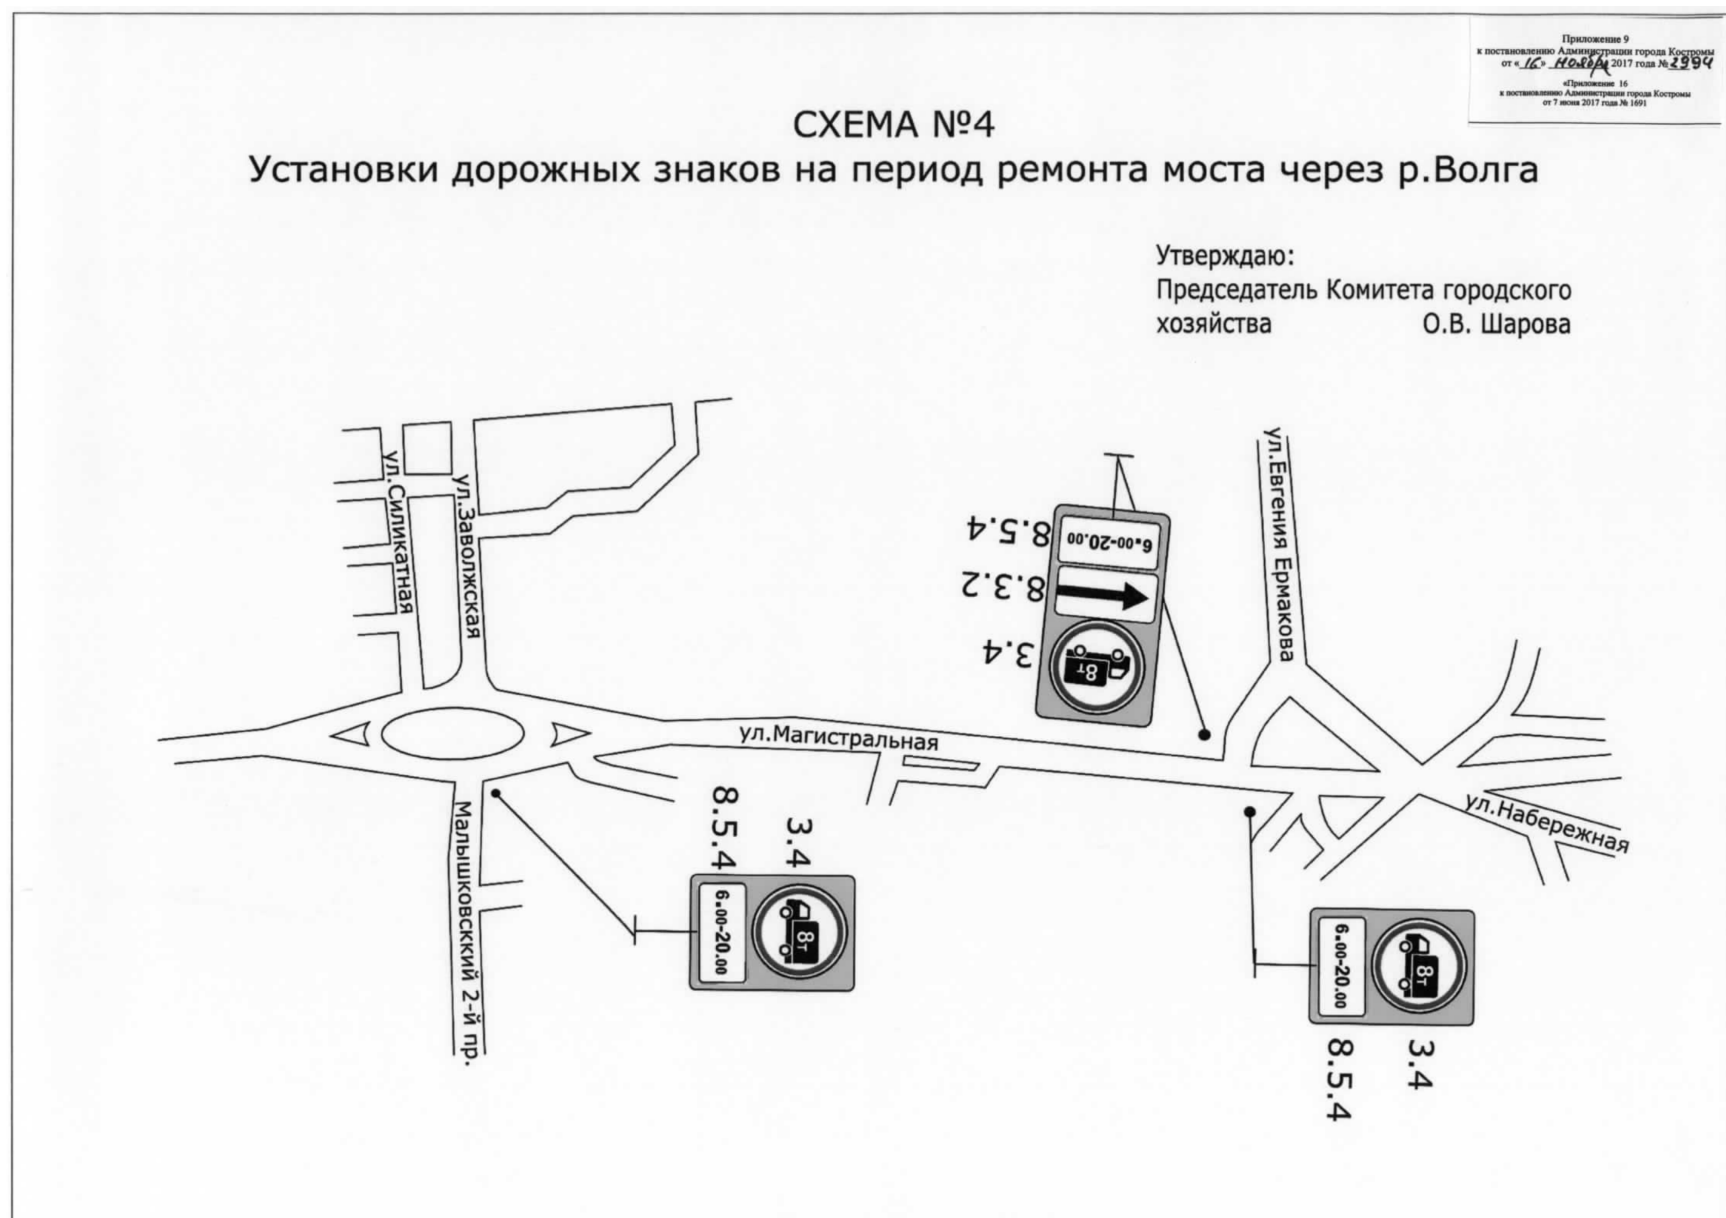 Приложение 9
к постановлению Администрации города Костромы
от «16» ноября 2017 года № 2994
«Приложение 16
к постановлению Администрации города Костромы
от 7 июня 2017 года № 1691
СХЕМА №4
Установки дорожных знаков на период ремонта моста через р.Волга
Утверждаю:
Председатель Комитета городского
хозяйства О.В. Шарова
ул.Силикатная
ул.Заволжская
ул.Евгения Ермакова
8.5.4
6.00-20.00
8.3.2
3.4
8т
ул.Магистральная
ул.Набережная
Малышковсккий 2-й пр.
3.4
8.5.4
8т
6.00-20.00
8т
6.00-20.00
3.4
8.5.4